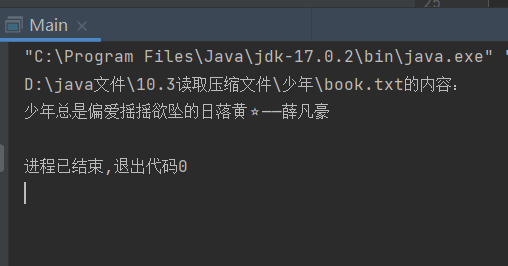 25
Main
"C:\Program Files\Java\jdk-17.0.2\bin\java.exe" "
D:\java文件\10.3读取压缩文件\少年\book.txt的内容:
少年总是偏爱摇摇欲坠的日落黄⭐——薛凡豪
进程已结束,退出代码0